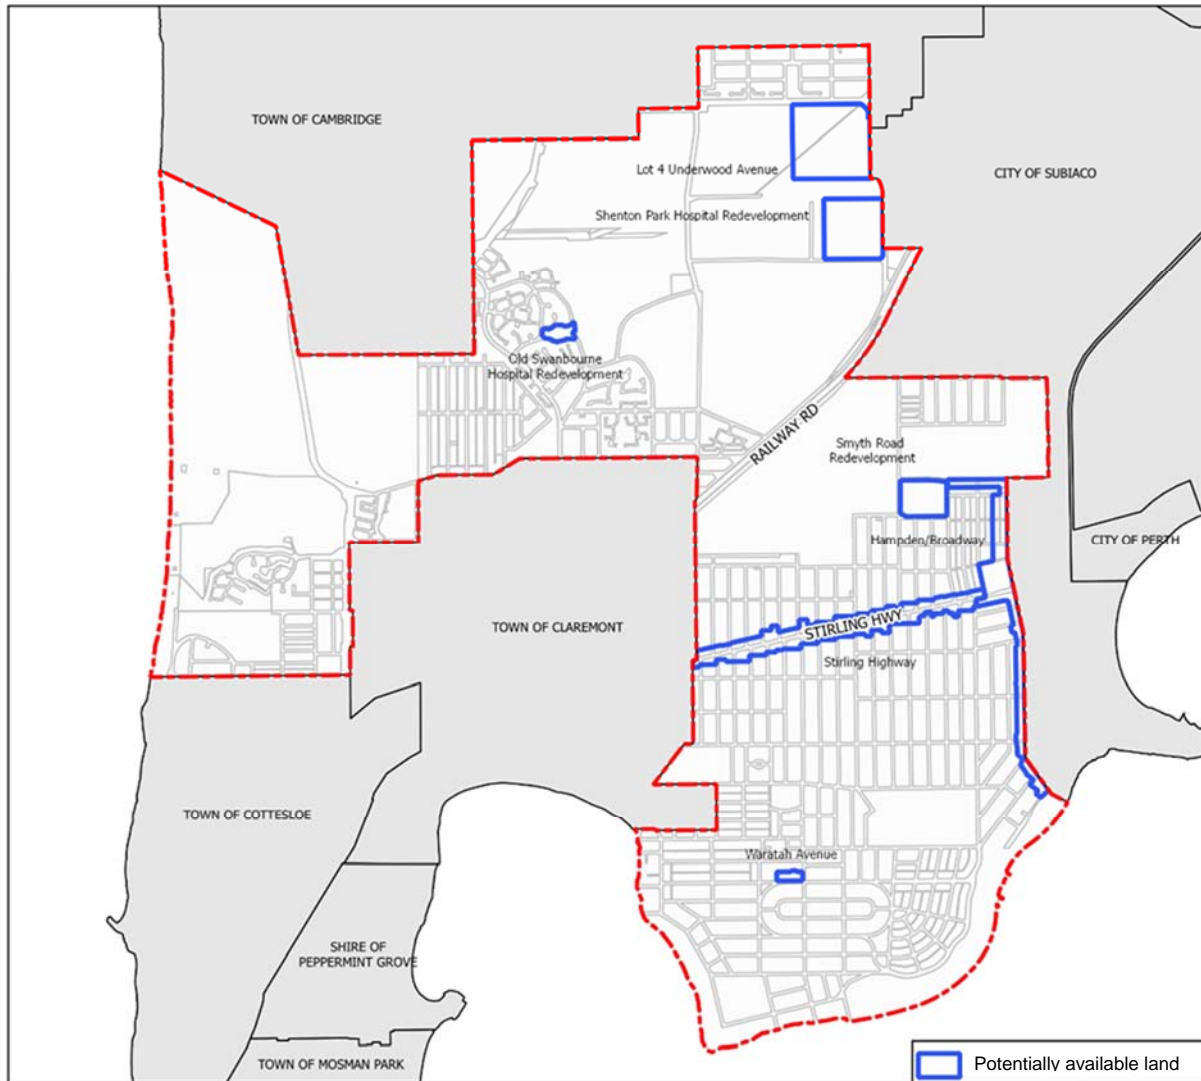 TOWN OF CAMBRIDGE
Lot 4 Underwood Avenue
CITY OF SUBIACO
Shenton Park Hospital Redevelopment
Old Swanbourne
Hospital Redevelopment
RAILWAY RD
Smyth Road
Redevelopment
Hampden/Broadway
CITY OF PERTH
TOWN OF CLAREMONT
STIRLING HWY
Stirling Highway
TOWN OF COTTESLOE
Waratah Avenue
SHIRE OF
PEPPERMINT GROVE
TOWN OF MOSMAN PARK
Potentially available land